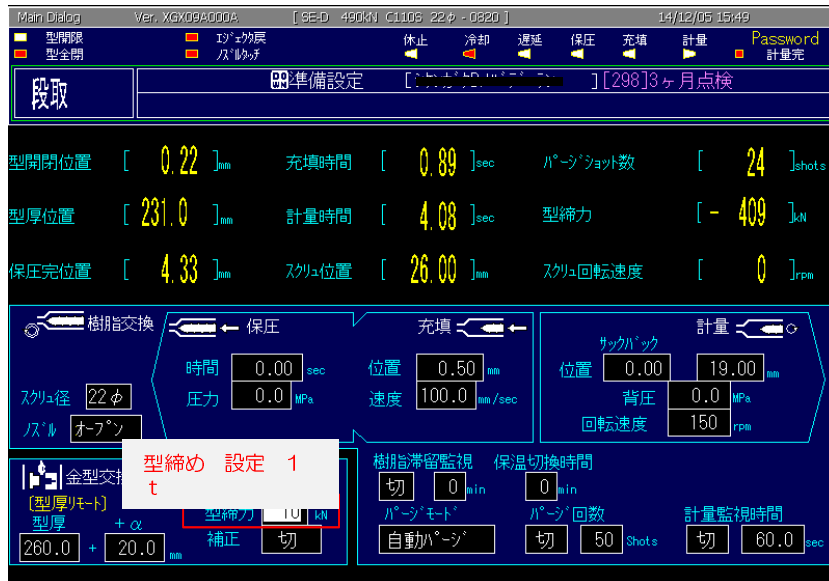 Main Dialog Ver. XGX09A000A [ SE-D 490kN C110S 22φ - 0820 ] 14/12/05 15:49
型開限 エジェクタ戻 休止 冷却 遅延 保圧 充填 計量 Password
型全閉 ノズルタッチ 計量完
段取 準備設定 [298]3ヶ月点検
型開閉位置 [ 0.22 ]mm 充填時間 [ 0.89 ]sec パージショット数 [ 24 ]shots
型厚位置 [ 231.0 ]mm 計量時間 [ 4.08 ]sec 型締力 [ - 409 ]kN
保圧完位置 [ 4.33 ]mm スクリュ位置 [ 26.00 ]mm スクリュ回転速度 [ 0 ]rpm
樹脂交換 保圧 充填 計量
サックバック
時間 0.00 sec 位置 0.50 mm 位置 0.00 19.00 mm
スクリュ径 22φ 圧力 0.0 MPa 速度 100.0 mm/sec 背圧 0.0 MPa
ノズル オープン 回転速度 150 rpm
型締め 設定 1
t
金型交
[型厚リモート]
型締力 10 kN
型厚 +α
260.0 + 20.0 mm 補正 切
樹脂滞留監視 保温切換時間
切 0 min 0 min
パージモード パージ回数 計量監視時間
自動パージ 切 50 Shots 切 60.0 sec